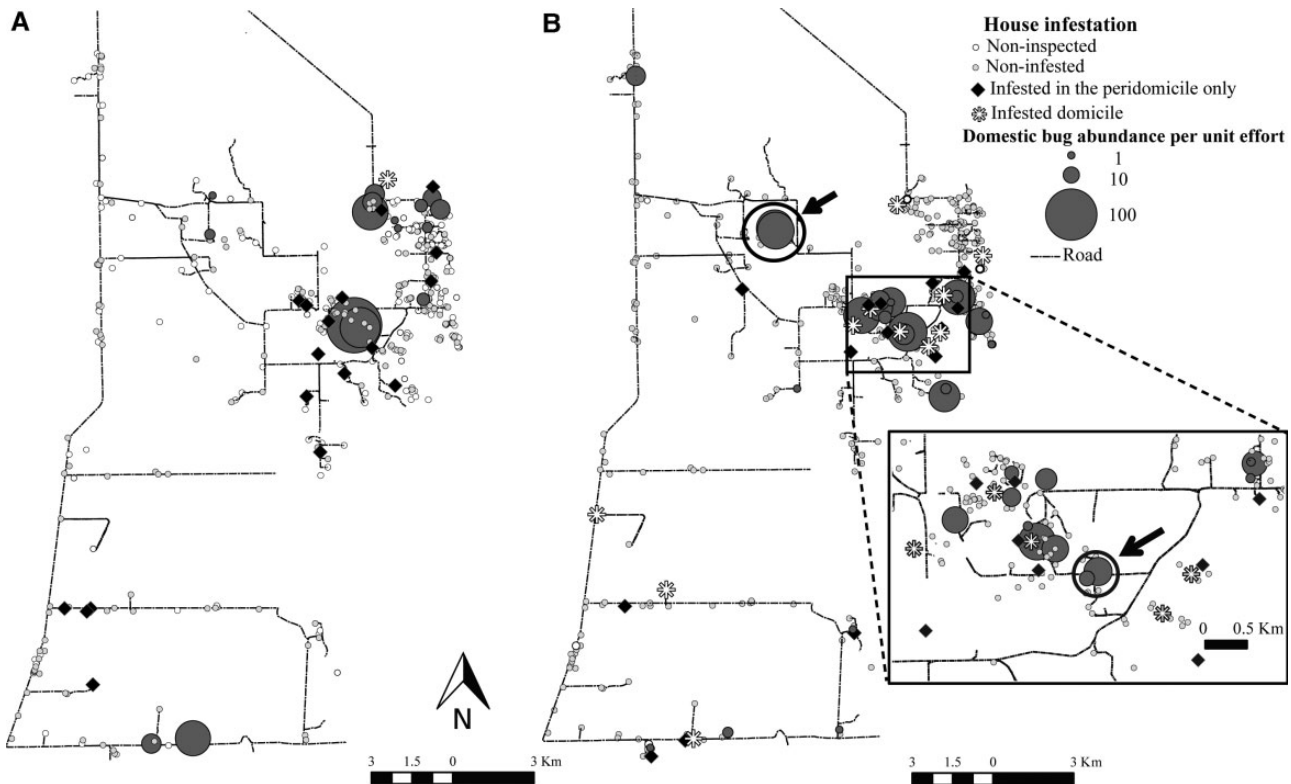 A
B
House infestation
Non-inspected
Non-infested
Infested in the peridomicile only
Infested domicile
Domestic bug abundance per unit effort
1
10
100
Road
0 0.5 Km
N
3 1.5 0 3 Km
3 1.5 0 3 Km